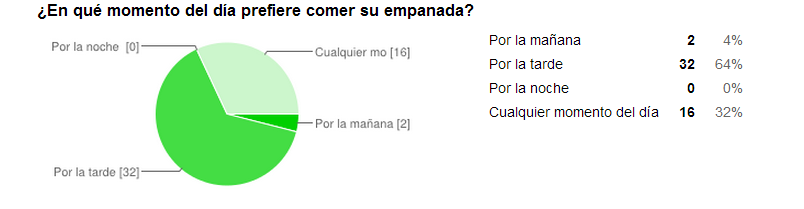 ¿En qué momento del día prefiere comer su empanada?
Por la noche [0]
Cualquier mo [16]
Por la mañana [2]
Por la tarde [32]
Por la mañana 2 4%
Por la tarde 32 64%
Por la noche 0 0%
Cualquier momento del día 16 32%